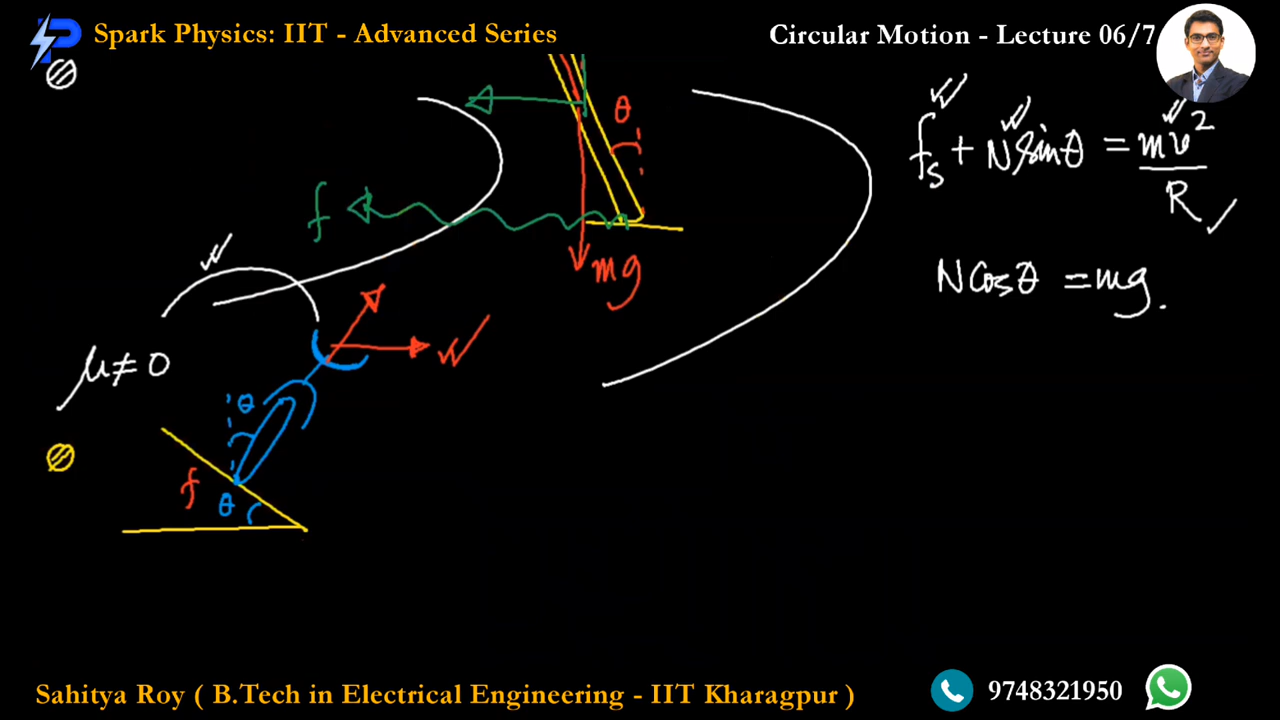 Spark Physics: IIT - Advanced Series
Circular Motion - Lecture 06/7
θ
f_s + N sinθ = mv²/R
f
mg
N Cosθ = mg.
μ ≠ 0
θ
f
θ
Sahitya Roy ( B.Tech in Electrical Engineering - IIT Kharagpur )
9748321950